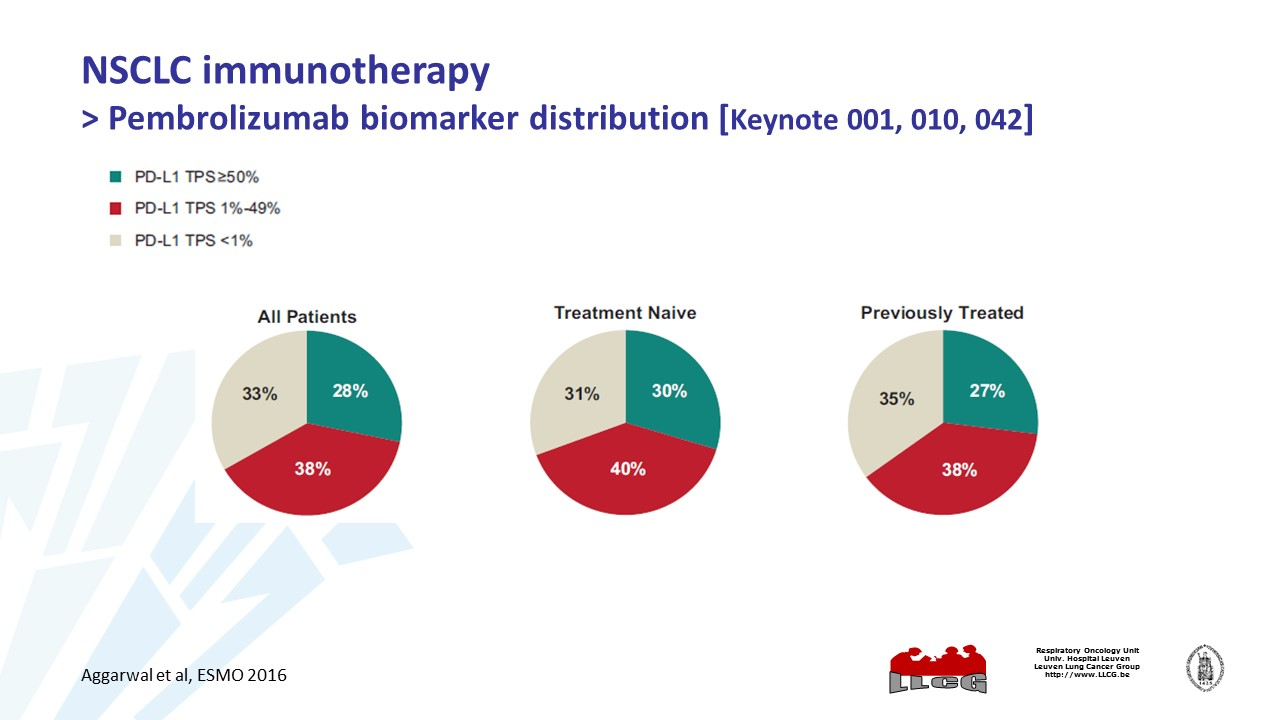 NSCLC immunotherapy
> Pembrolizumab biomarker distribution [Keynote 001, 010, 042]
PD-L1 TPS ≥50%
PD-L1 TPS 1%-49%
PD-L1 TPS <1%
All Patients
33%
28%
38%
Treatment Naive
31%
30%
40%
Previously Treated
35%
27%
38%
Aggarwal et al, ESMO 2016
LLCG
Respiratory Oncology Unit
Univ. Hospital Leuven
Leuven Lung Cancer Group
http://www.LLCG.be